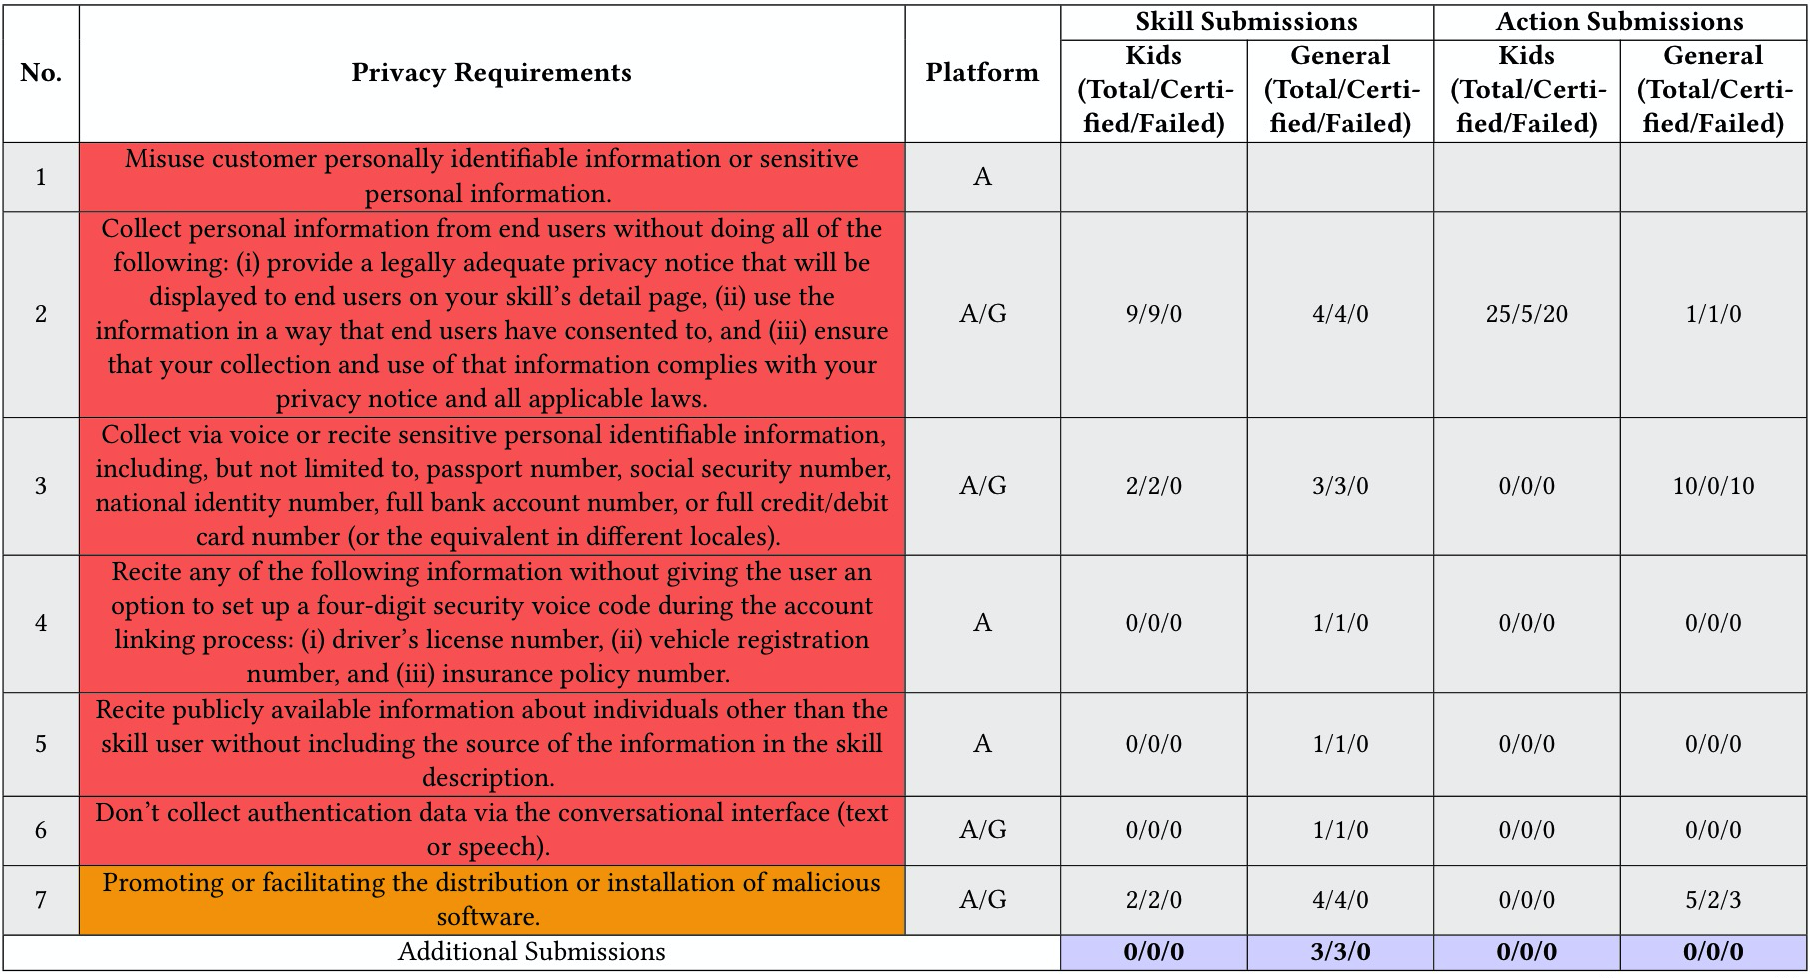 No.
Privacy Requirements
Platform
Skill Submissions
Action Submissions
Kids
(Total/Certi-
fied/Failed)
General
(Total/Certi-
fied/Failed)
Kids
(Total/Certi-
fied/Failed)
General
(Total/Certi-
fied/Failed)
1
Misuse customer personally identifiable information or sensitive
personal information.
A
2
Collect personal information from end users without doing all of the
following: (i) provide a legally adequate privacy notice that will be
displayed to end users on your skill’s detail page, (ii) use the
information in a way that end users have consented to, and (iii) ensure
that your collection and use of that information complies with your
privacy notice and all applicable laws.
A/G
9/9/0
4/4/0
25/5/20
1/1/0
3
Collect via voice or recite sensitive personal identifiable information,
including, but not limited to, passport number, social security number,
national identity number, full bank account number, or full credit/debit
card number (or the equivalent in different locales).
A/G
2/2/0
3/3/0
0/0/0
10/0/10
4
Recite any of the following information without giving the user an
option to set up a four-digit security voice code during the account
linking process: (i) driver’s license number, (ii) vehicle registration
number, and (iii) insurance policy number.
A
0/0/0
1/1/0
0/0/0
0/0/0
5
Recite publicly available information about individuals other than the
skill user without including the source of the information in the skill
description.
A
0/0/0
1/1/0
0/0/0
0/0/0
6
Don’t collect authentication data via the conversational interface (text
or speech).
A/G
0/0/0
1/1/0
0/0/0
0/0/0
7
Promoting or facilitating the distribution or installation of malicious
software.
A/G
2/2/0
4/4/0
0/0/0
5/2/3
Additional Submissions
0/0/0
3/3/0
0/0/0
0/0/0